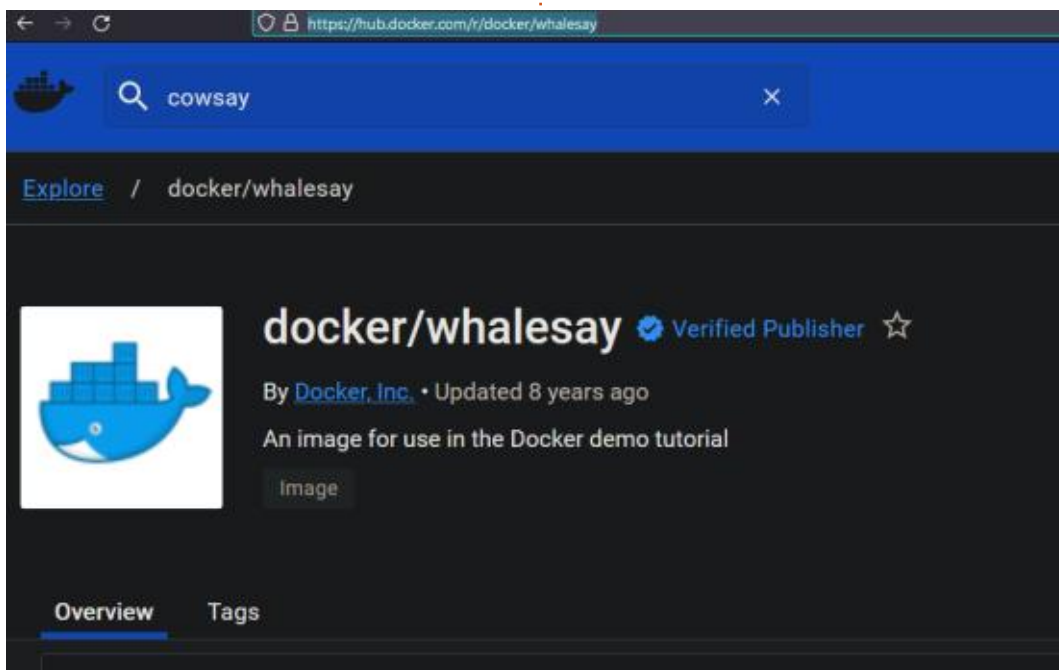 https://hub.docker.com/r/docker/whalesay
cowsay
Explore / docker/whalesay
docker/whalesay Verified Publisher
By Docker, Inc. • Updated 8 years ago
An image for use in the Docker demo tutorial
Image
Overview Tags